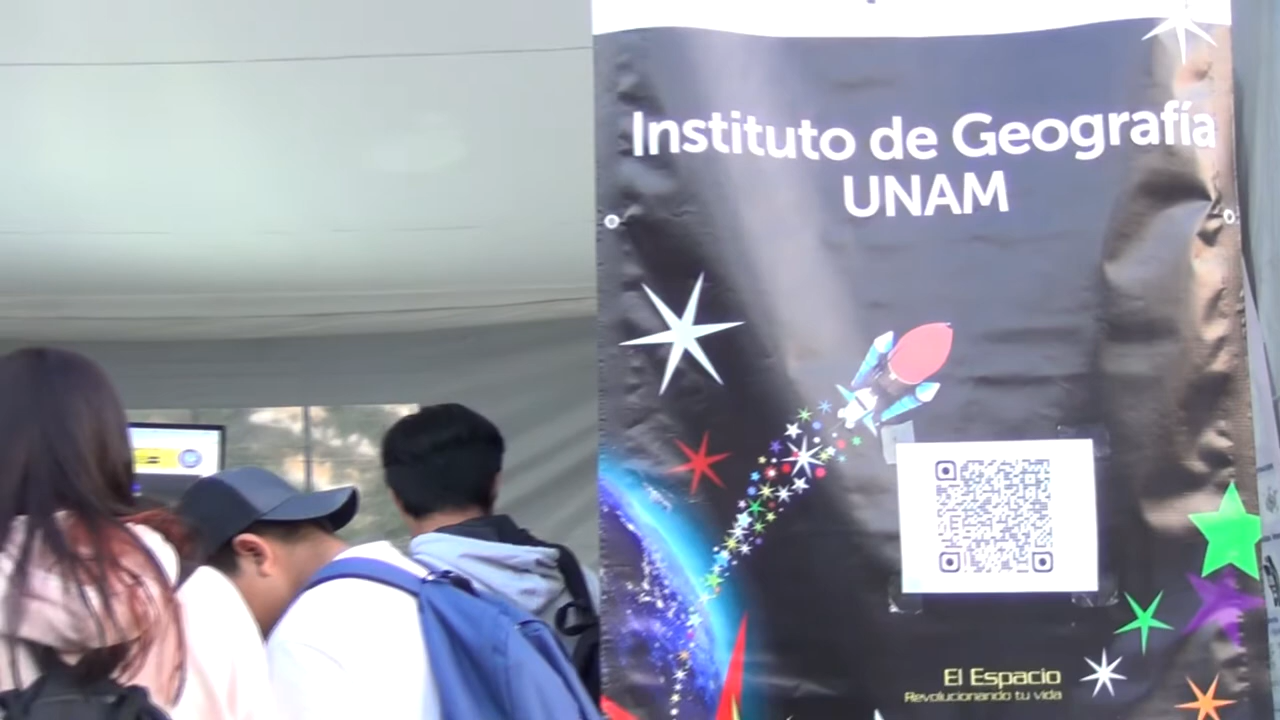 Instituto de Geografía
UNAM
El Espacio
Revolucionando tu vida